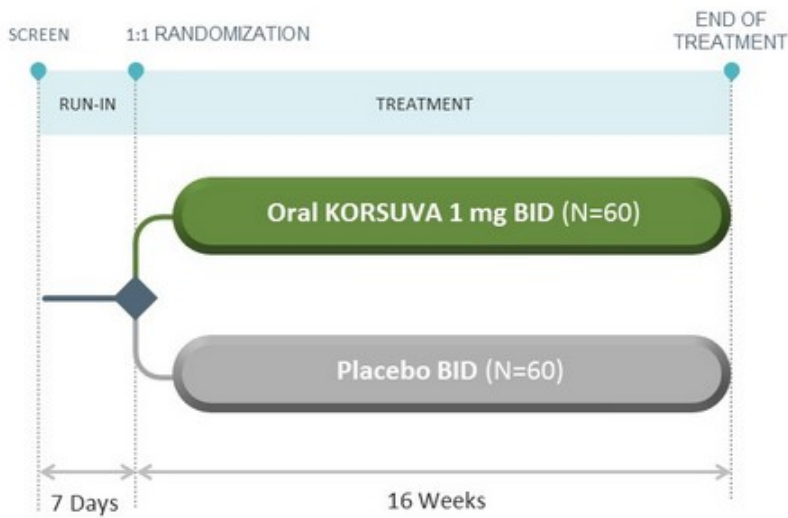 SCREEN
1:1 RANDOMIZATION
END OF
TREATMENT
RUN-IN
TREATMENT
Oral KORSUVA 1 mg BID (N=60)
Placebo BID (N=60)
7 Days
16 Weeks